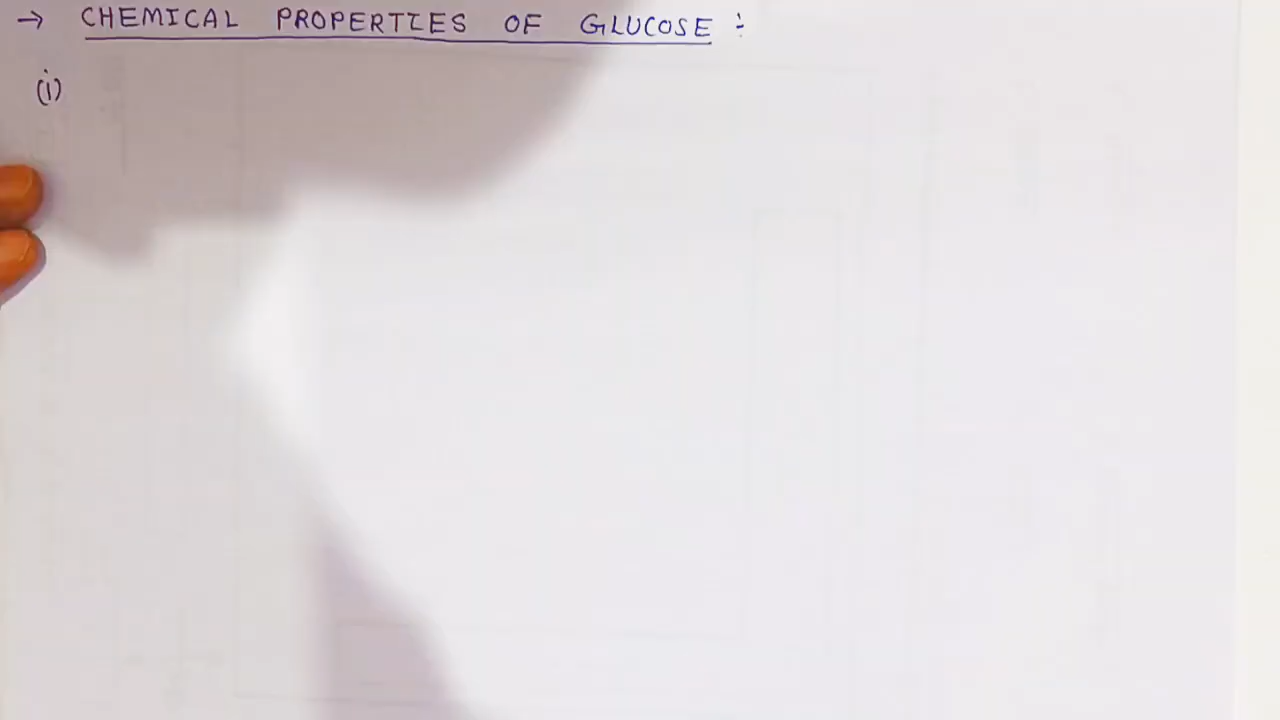 → CHEMICAL PROPERTIES OF GLUCOSE ÷
(i)